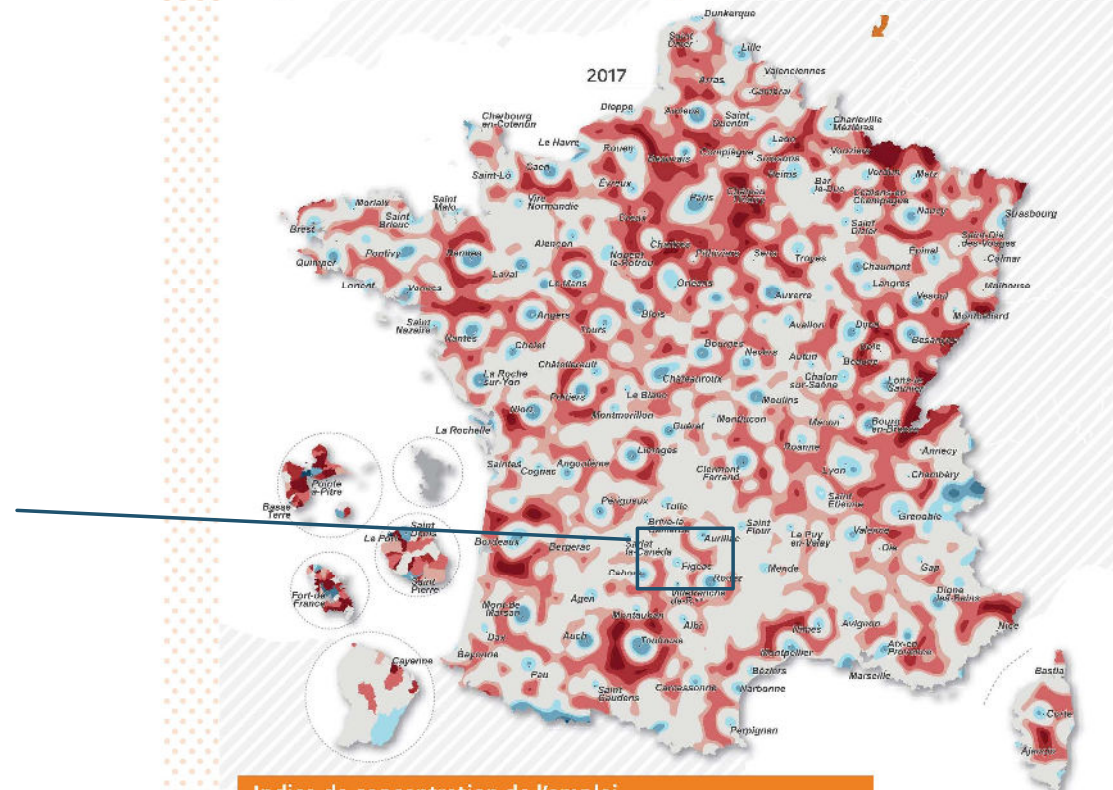 Dunkerque
Saint
Omer
Lille
2017
Valenciennes
Arras
Cambrai
Dieppe
Amiens
Saint
Quentin
Charleville
Mézières
Cherbourg
en-Cotentin
Le Havre
Rouen
Beauvais
Compiègne
Laon
Soissons
Reims
Vouziers
Verdun
Metz
Saint-Lô
Caen
Évreux
Paris
Bar
le-Duc
Châlons-en
Champagne
Nancy
Strasbourg
Morlaix
Saint
Brieuc
Saint
Malo
Vire
Normandie
Dreux
Saint
Dizier
Saint-Dié
des-Vosges
Brest
Quimper
Pontivy
Rennes
Alençon
Nogent
le-Rotrou
Chartres
Pithiviers
Sens
Troyes
Chaumont
Épinal
Colmar
Lorient
Vannes
Laval
Le Mans
Orléans
Auxerre
Langres
Vesoul
Mulhouse
Montbéliard
Saint
Nazaire
Nantes
Angers
Tours
Blois
Avallon
Dijon
Dole
Besançon
Cholet
Châtellerault
Bourges
Nevers
Autun
Beaune
La Roche
sur-Yon
Poitiers
Châteauroux
Le Blanc
Moulins
Chalon
sur-Saône
Lons-le
Saunier
Niort
Montmorillon
Guéret
Montluçon
Macon
Bourg
en-Bresse
La Rochelle
Limoges
Roanne
Annecy
Saintes
Cognac
Angoulême
Clermont
Ferrand
Lyon
Chambéry
Pointe
à-Pitre
Basse
Terre
Périgueux
Tulle
Saint
Étienne
Grenoble
Saint
Denis
Le Port
Bordeaux
Bergerac
Brive-la
Gaillarde
Sarlat
la-Canéda
Aurillac
Saint
Flour
Le Puy
en-Velay
Valence
Die
Gap
Saint
Pierre
Cahors
Figeac
Rodez
Mende
Fort-de
France
Agen
Villefranche
de-R
Digne
les-Bains
Mont-de
Marsan
Montauban
Albi
Nîmes
Avignon
Nice
Dax
Auch
Toulouse
Montpellier
Aix-en
Provence
Cayenne
Bayonne
Pau
Béziers
Marseille
Saint
Gaudens
Carcassonne
Narbonne
Bastia
Corte
Perpignan
Ajaccio
Indice de concentration de l'emploi